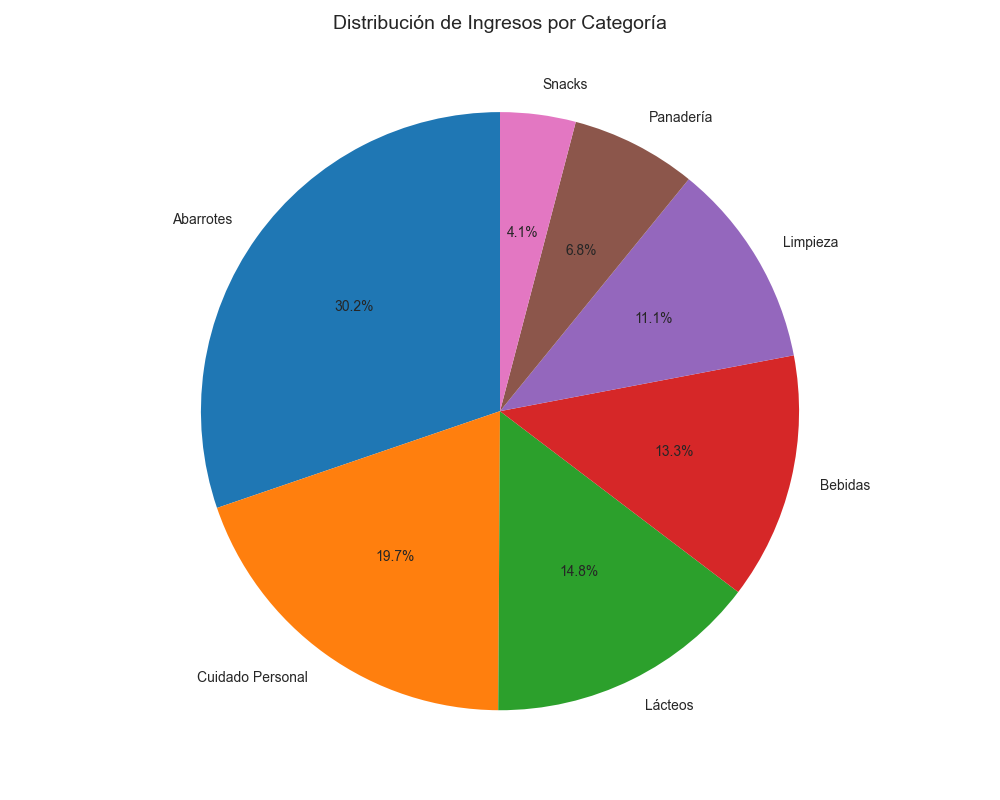 Distribución de Ingresos por Categoría
Snacks
Panadería
Abarrotes
Limpieza
4.1%
6.8%
30.2%
11.1%
13.3%
Bebidas
19.7%
14.8%
Cuidado Personal
Lácteos